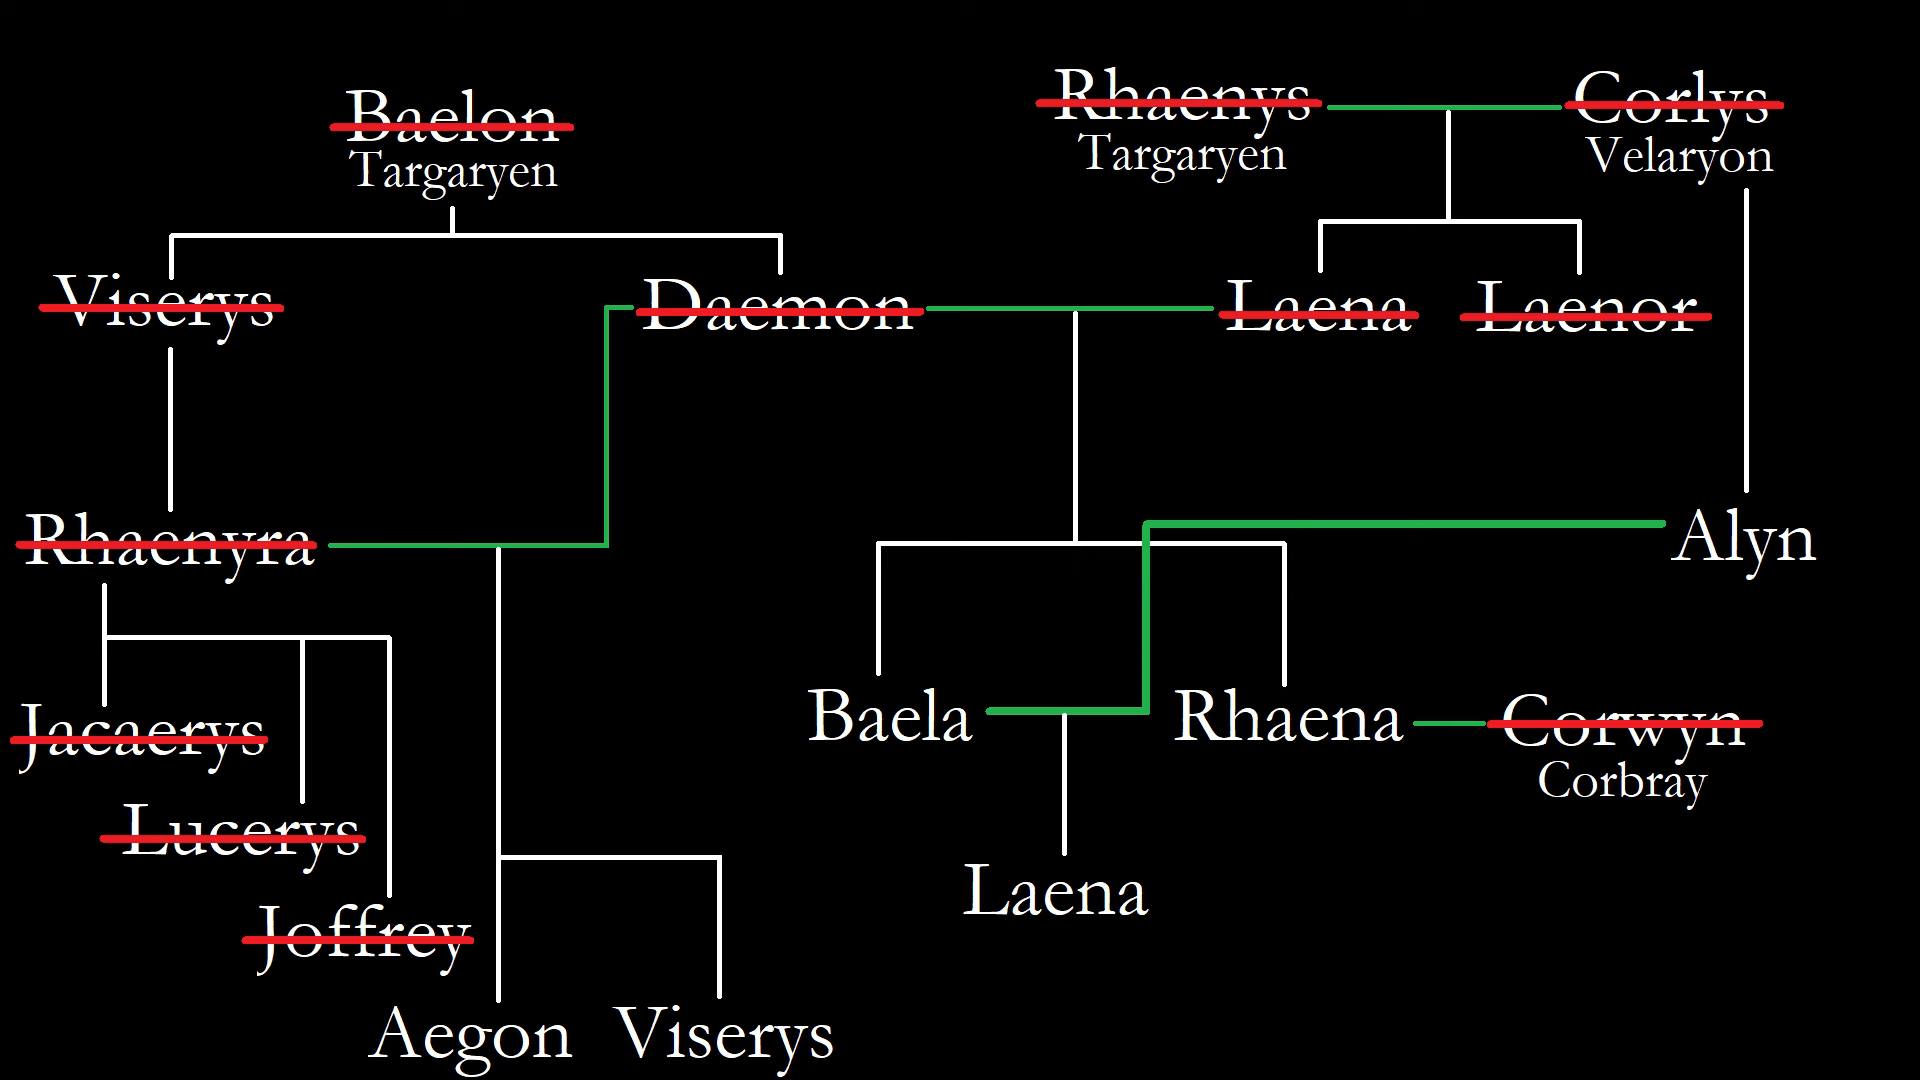 Baelon
Targaryen
Rhaenys
Targaryen
Corlys
Velaryon
Viserys
Daemon
Laena
Laenor
Rhaenyra
Alyn
Jacaerys
Baela
Rhaena
Corwyn
Corbray
Lucerys
Laena
Joffrey
Aegon
Viserys